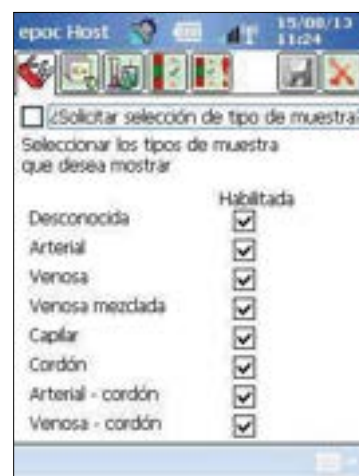 epoc Host 15/08/13
11:24
¿Solicitar selección de tipo de muestra?
Seleccionar los tipos de muestra
que desea mostrar
Habilitada
Desconocida
Arterial
Venosa
Venosa mezclada
Capilar
Cordón
Arterial - cordón
Venosa - cordón